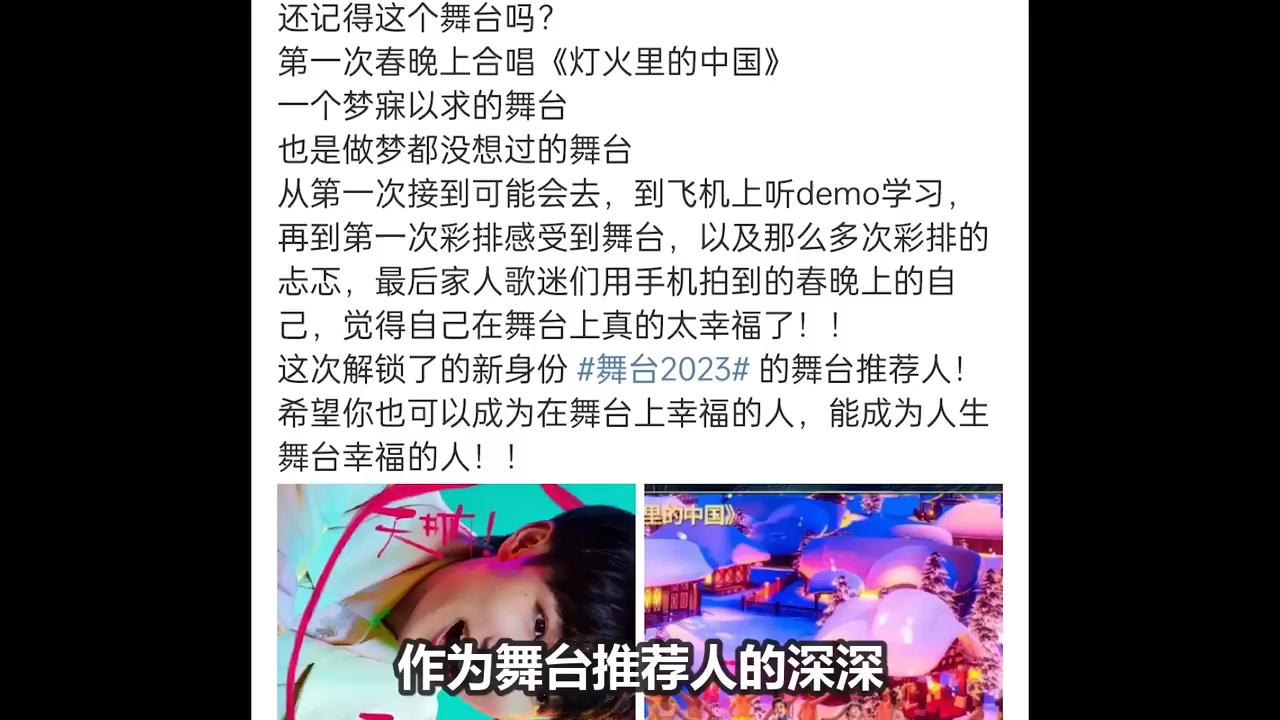 还记得这个舞台吗？
第一次春晚上合唱《灯火里的中国》
一个梦寐以求的舞台
也是做梦都没想过的舞台
从第一次接到可能会去，到飞机上听demo学习，
再到第一次彩排感受到舞台，以及那么多次彩排的
忐忑，最后家人歌迷们用手机拍到的春晚上的自
己，觉得自己在舞台上真的太幸福了！！
这次解锁了的新身份 #舞台2023# 的舞台推荐人！
希望你也可以成为在舞台上幸福的人，能成为人生
舞台幸福的人！！
里的中国》
作为舞台推荐人的深深